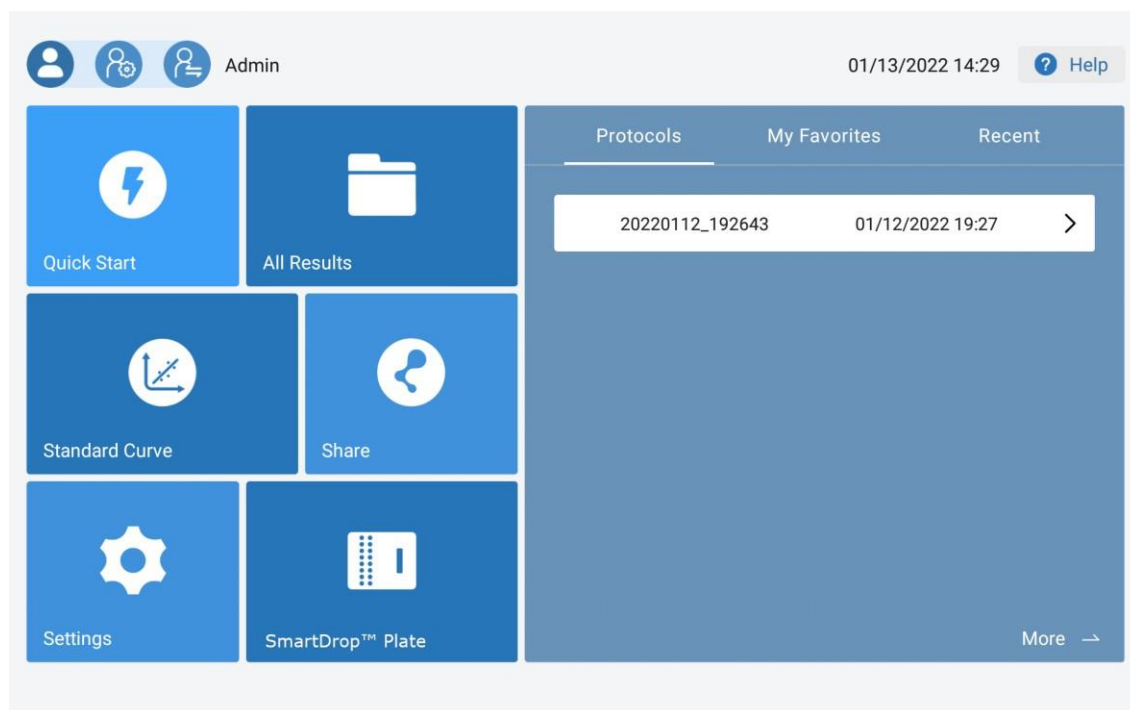 Admin
01/13/2022 14:29
? Help
Quick Start
All Results
Standard Curve
Share
Settings
SmartDrop™ Plate
Protocols
My Favorites
Recent
20220112_192643
01/12/2022 19:27
More →